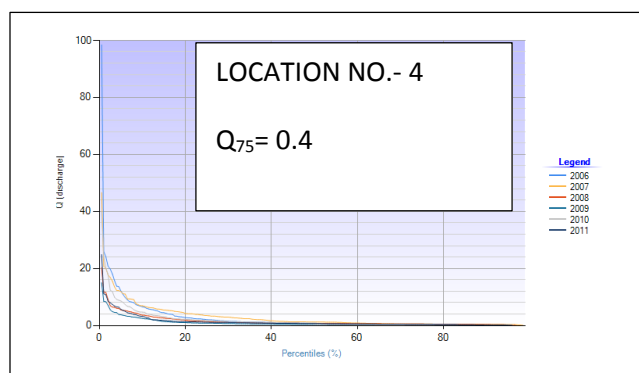 100
80
60
40
20
0
Q [discharge]
LOCATION NO.- 4
Q₇₅= 0.4
0 20 40 60 80
Percentiles (%)
Legend
2006
2007
2008
2009
2010
2011